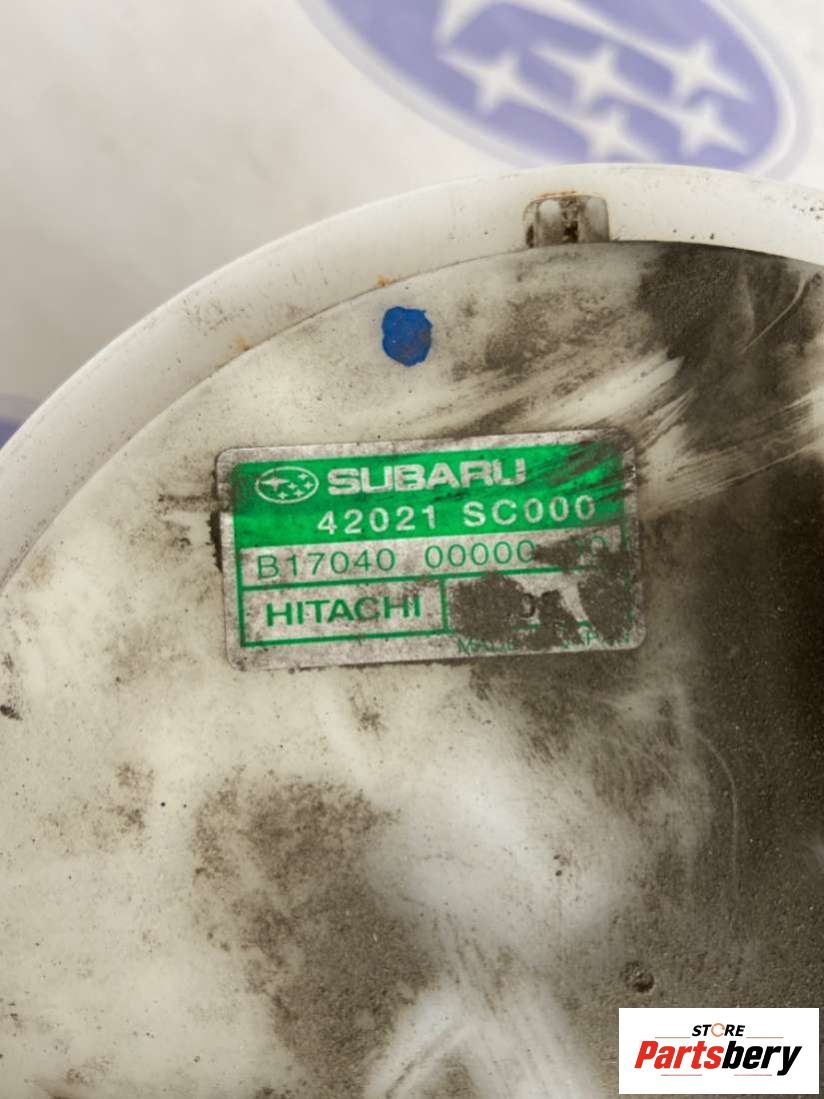 SUBARU
42021 SC000
B17040 00000
HITACHI
STORE
Partsbery